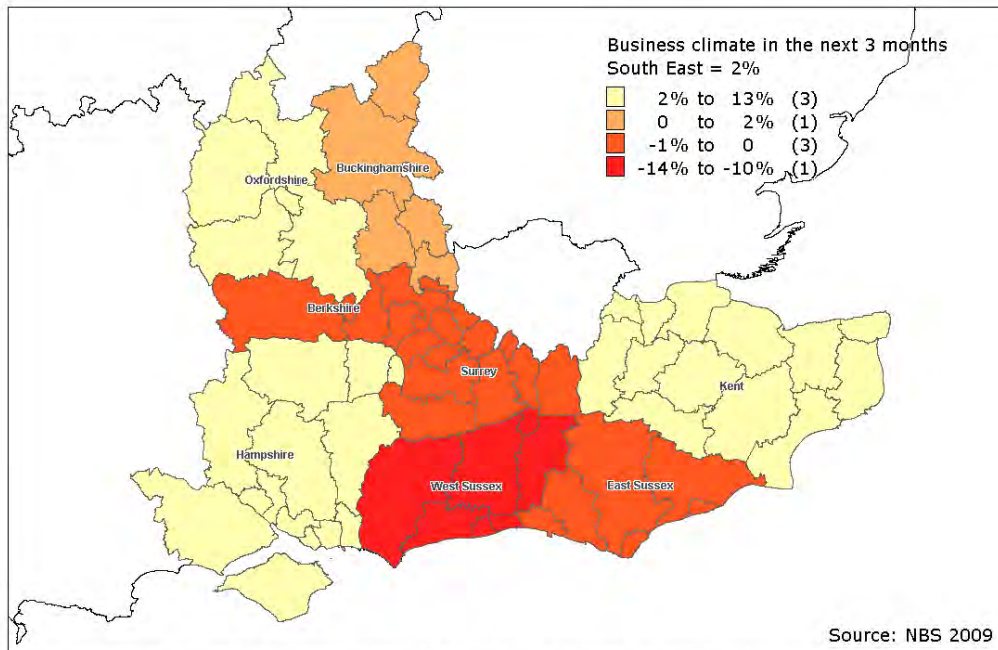 Business climate in the next 3 months
South East = 2%
2% to 13% (3)
0 to 2% (1)
-1% to 0 (3)
-14% to -10% (1)
Buckinghamshire
Oxfordshire
Berkshire
Surrey
Kent
Hampshire
West Sussex
East Sussex
Source: NBS 2009